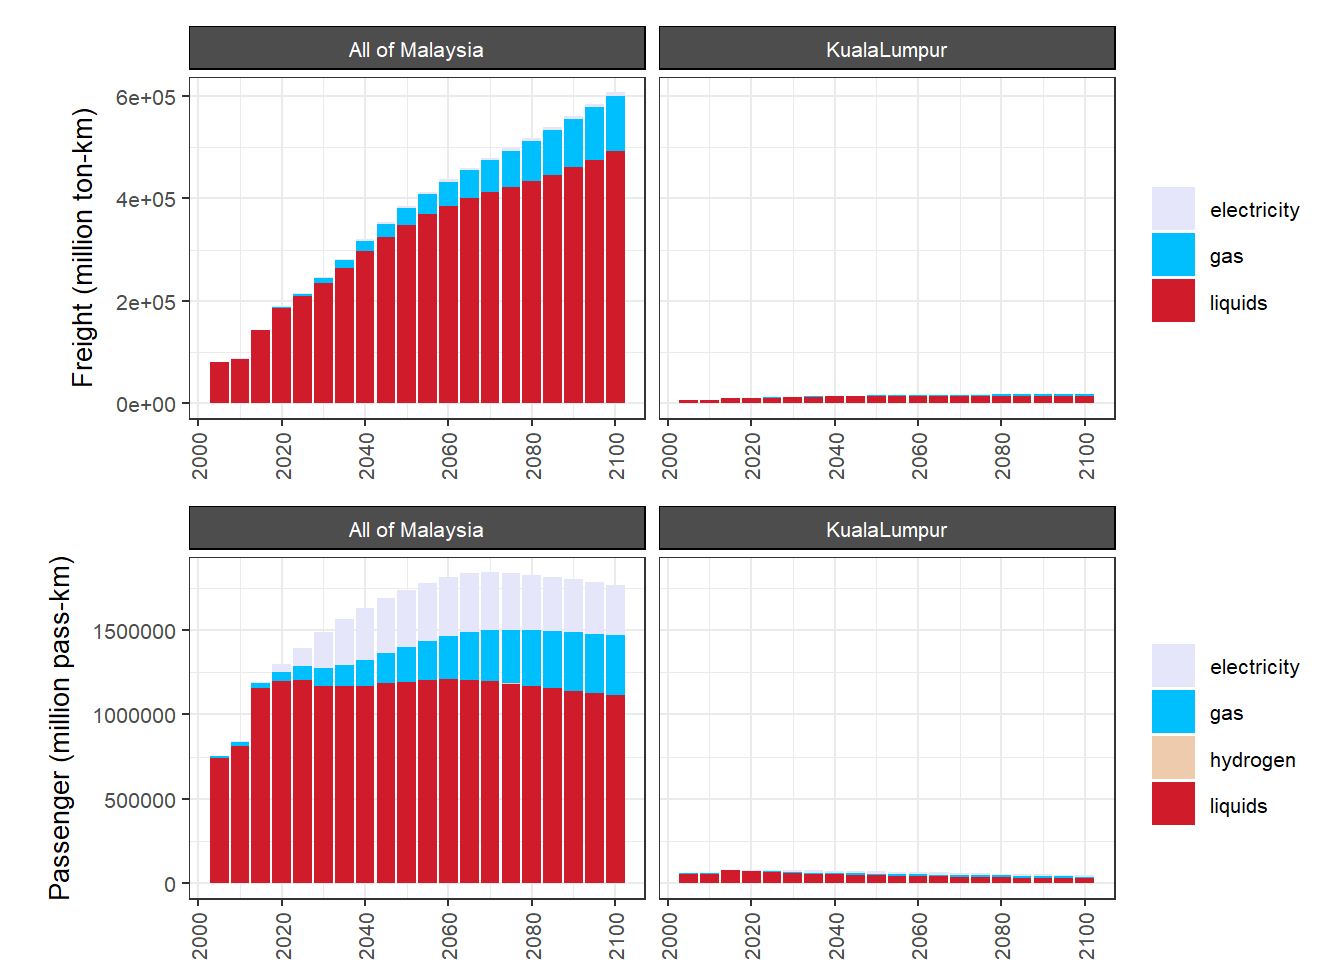 All of Malaysia
KualaLumpur
Freight (million ton-km)
6e+05
4e+05
2e+05
0e+00
2000 2020 2040 2060 2080 2100
2000 2020 2040 2060 2080 2100
electricity
gas
liquids
All of Malaysia
KualaLumpur
Passenger (million pass-km)
1500000
1000000
500000
0
2000 2020 2040 2060 2080 2100
2000 2020 2040 2060 2080 2100
electricity
gas
hydrogen
liquids